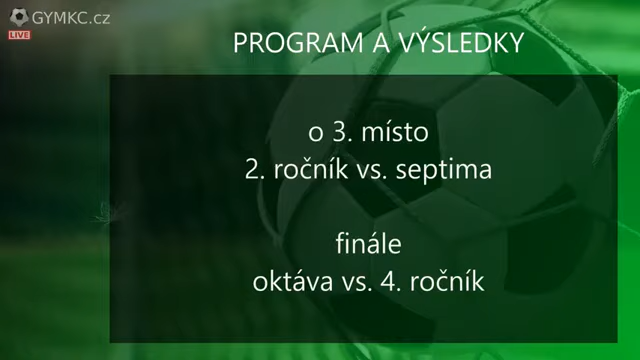 GYMKC.cz
LIVE
PROGRAM A VÝSLEDKY
o 3. místo
2. ročník vs. septima
finále
oktáva vs. 4. ročník